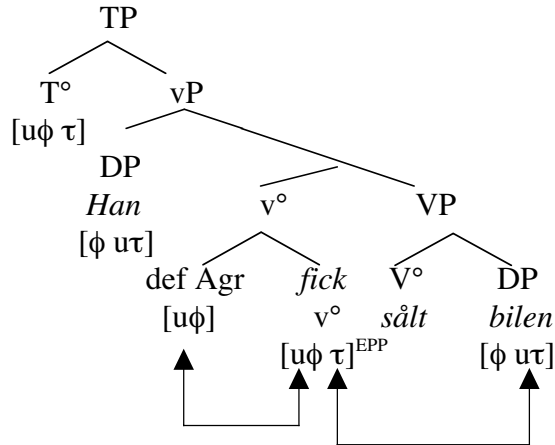 TP
T° vP
[uϕ τ]
DP
Han v° VP
[ϕ uτ]
def Agr fick V° DP
[uϕ] v° sålt bilen
[uϕ τ]EPP [ϕ uτ]